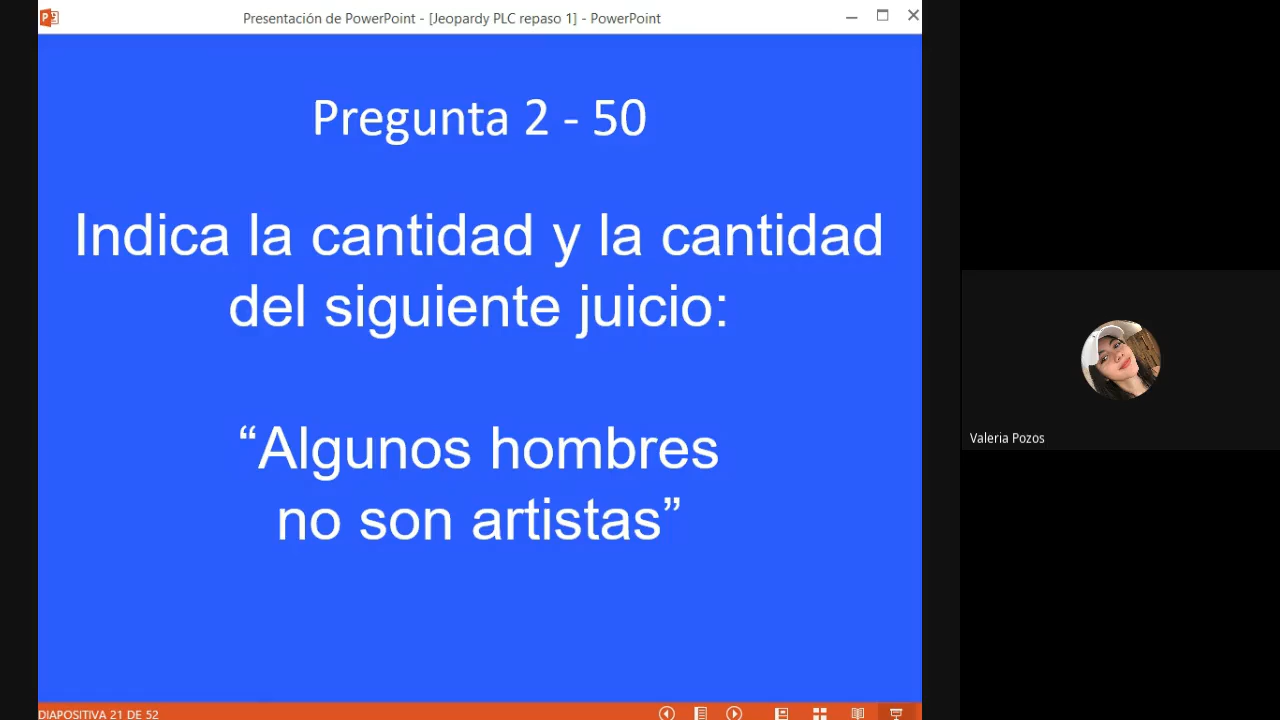 Presentación de PowerPoint - [Jeopardy PLC repaso 1] - PowerPoint
Pregunta 2 - 50
Indica la cantidad y la cantidad
del siguiente juicio:
“Algunos hombres
no son artistas”
Valeria Pozos
DIAPOSITIVA 21 DE 52